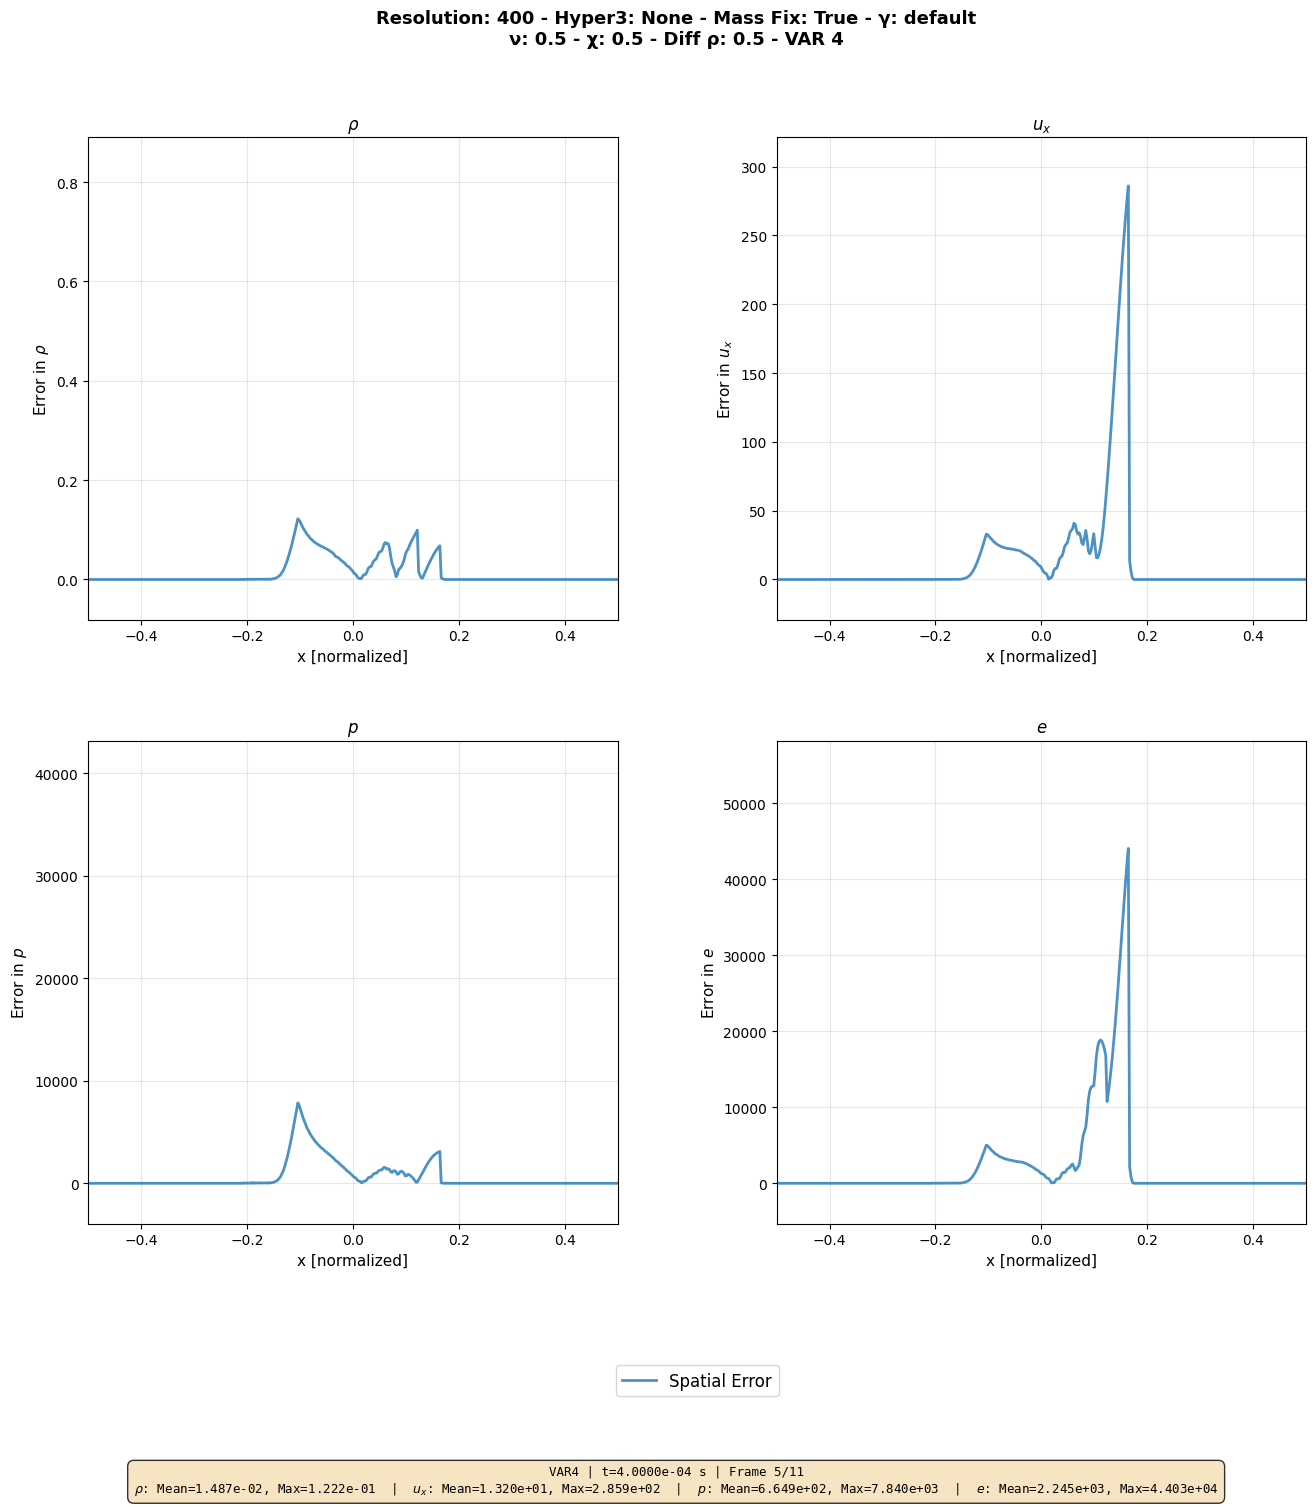 Resolution: 400 - Hyper3: None - Mass Fix: True - γ: default
ν: 0.5 - χ: 0.5 - Diff ρ: 0.5 - VAR 4
ρ
0.8
0.6
0.4
0.2
0.0
Error in ρ
−0.4 −0.2 0.0 0.2 0.4
x [normalized]
u_x
300
250
200
150
100
50
0
Error in u_x
−0.4 −0.2 0.0 0.2 0.4
x [normalized]
p
40000
30000
20000
10000
0
Error in p
−0.4 −0.2 0.0 0.2 0.4
x [normalized]
e
50000
40000
30000
20000
10000
0
Error in e
−0.4 −0.2 0.0 0.2 0.4
x [normalized]
Spatial Error
VAR4 | t=4.0000e-04 s | Frame 5/11
ρ: Mean=1.487e-02, Max=1.222e-01 | u_x: Mean=1.320e+01, Max=2.859e+02 | p: Mean=6.649e+02, Max=7.840e+03 | e: Mean=2.245e+03, Max=4.403e+04